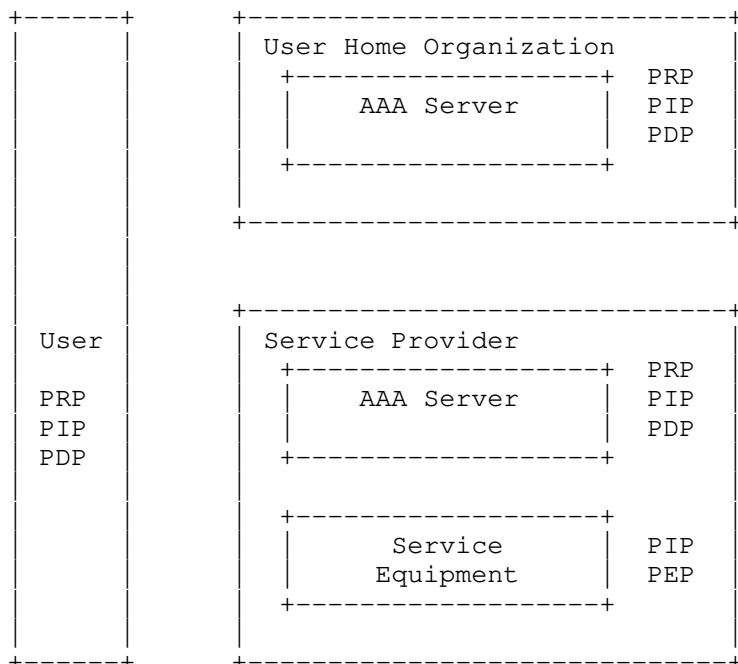 User Home Organization
PRP
AAA Server PIP
PDP
User Service Provider
PRP
PRP AAA Server PIP
PIP PDP
PDP
Service PIP
Equipment PEP